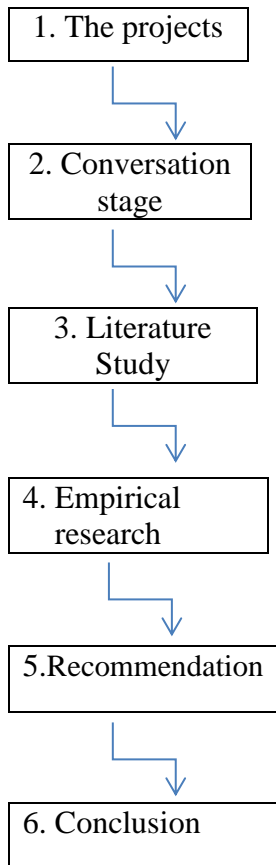 1. The projects
2. Conversation
stage
3. Literature
Study
4. Empirical
research
5.Recommendation
6. Conclusion